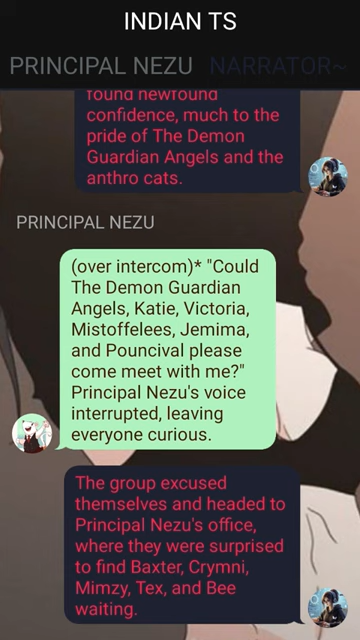 INDIAN TS
PRINCIPAL NEZU NARRATOR~
found newfound
confidence, much to the
pride of The Demon
Guardian Angels and the
anthro cats.
PRINCIPAL NEZU
(over intercom)* "Could
The Demon Guardian
Angels, Katie, Victoria,
Mistoffelees, Jemima,
and Pouncival please
come meet with me?"
Principal Nezu's voice
interrupted, leaving
everyone curious.
The group excused
themselves and headed to
Principal Nezu's office,
where they were surprised
to find Baxter, Crymni,
Mimzy, Tex, and Bee
waiting.